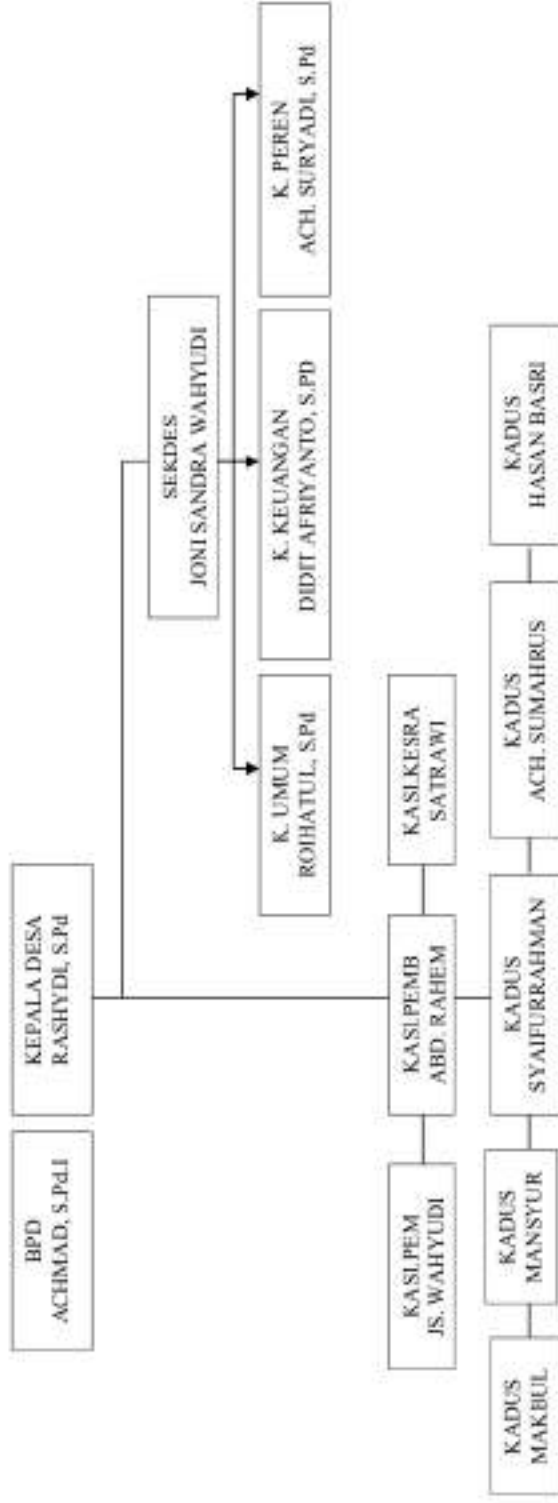 BPD
ACHMAD, S.Pd.I
KEPALA DESA
RASHYDI, S.Pd
SEKDES
JONI SANDRA WAHYUDI
K. UMUM
ROIHATUL, S.Pd
K. KEUANGAN
DIDIT AFRIYANTO, S.PD
K. PEREN
ACH. SURYADI, S.Pd
KASI.PEM
JS. WAHYUDI
KASI.PEMB
ABD. RAHEM
KASI.KESRA
SATRAWI
KADUS
MAKBUL
KADUS
MANSYUR
KADUS
SYAIFURRAHMAN
KADUS
ACH. SUMAHRUS
KADUS
HASAN BASRI